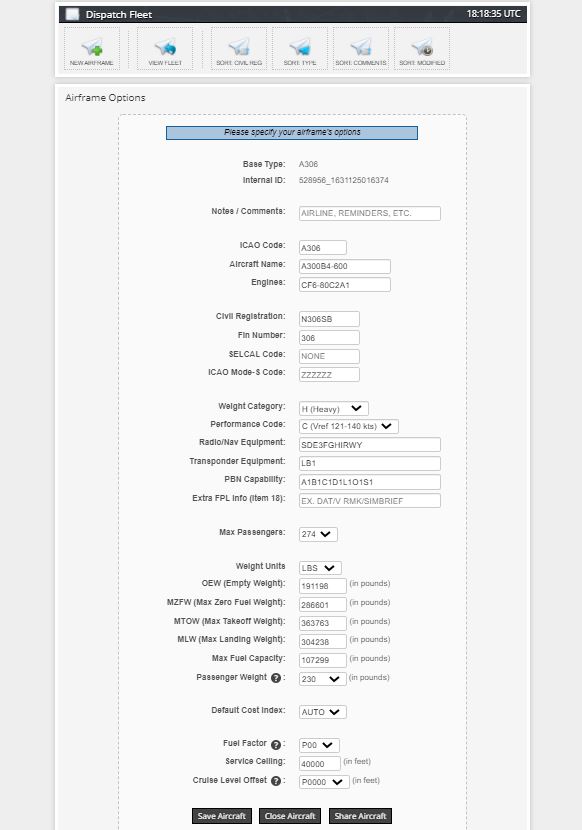 Dispatch Fleet 18:18:35 UTC
NEW AIRFRAME VIEW FLEET SORT: CIVIL REG SORT: TYPE SORT: COMMENTS SORT: MODIFIED
Airframe Options
Please specify your airframe's options
Base Type: A306
Internal ID: 528956_1631125016374
Notes / Comments: AIRLINE, REMINDERS, ETC.
ICAO Code: A306
Aircraft Name: A300B4-600
Engines: CF6-80C2A1
Civil Registration: N306SB
Fin Number: 306
SELCAL Code: NONE
ICAO Mode-S Code: ZZZZZZ
Weight Category: H (Heavy)
Performance Code: C (Vref 121-140 kts)
Radio/Nav Equipment: SDE3FGHIRWY
Transponder Equipment: LB1
PBN Capability: A1B1C1D1L1O1S1
Extra FPL Info (Item 18): EX. DAT/V RMK/SIMBRIEF
Max Passengers: 274
Weight Units LBS
OEW (Empty Weight): 191198 (in pounds)
MZFW (Max Zero Fuel Weight): 286601 (in pounds)
MTOW (Max Takeoff Weight): 363763 (in pounds)
MLW (Max Landing Weight): 304238 (in pounds)
Max Fuel Capacity: 107299 (in pounds)
Passenger Weight ? : 230 (in pounds)
Default Cost Index: AUTO
Fuel Factor ? : P00
Service Ceiling: 40000 (in feet)
Cruise Level Offset ? : P0000 (in feet)
Save Aircraft Close Aircraft Share Aircraft